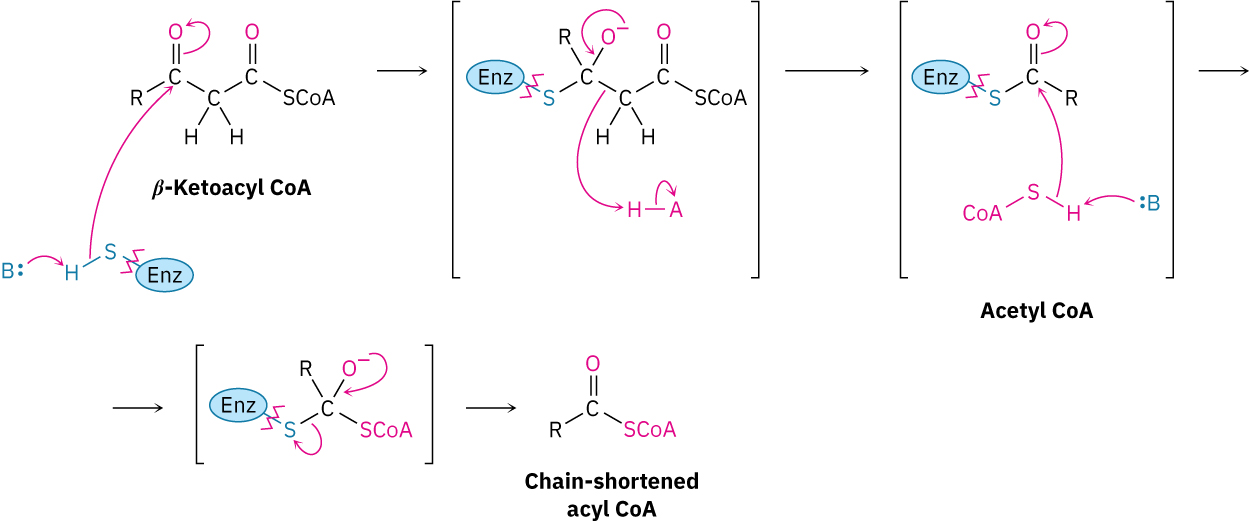 O O
R C C SCoA
C
H H
β-Ketoacyl CoA
B: H S Enz
R O− O
Enz S C C SCoA
C
H H
H A
O
Enz S C R
CoA S H :B
Acetyl CoA
R O−
Enz S C SCoA
O
R C SCoA
Chain-shortened
acyl CoA